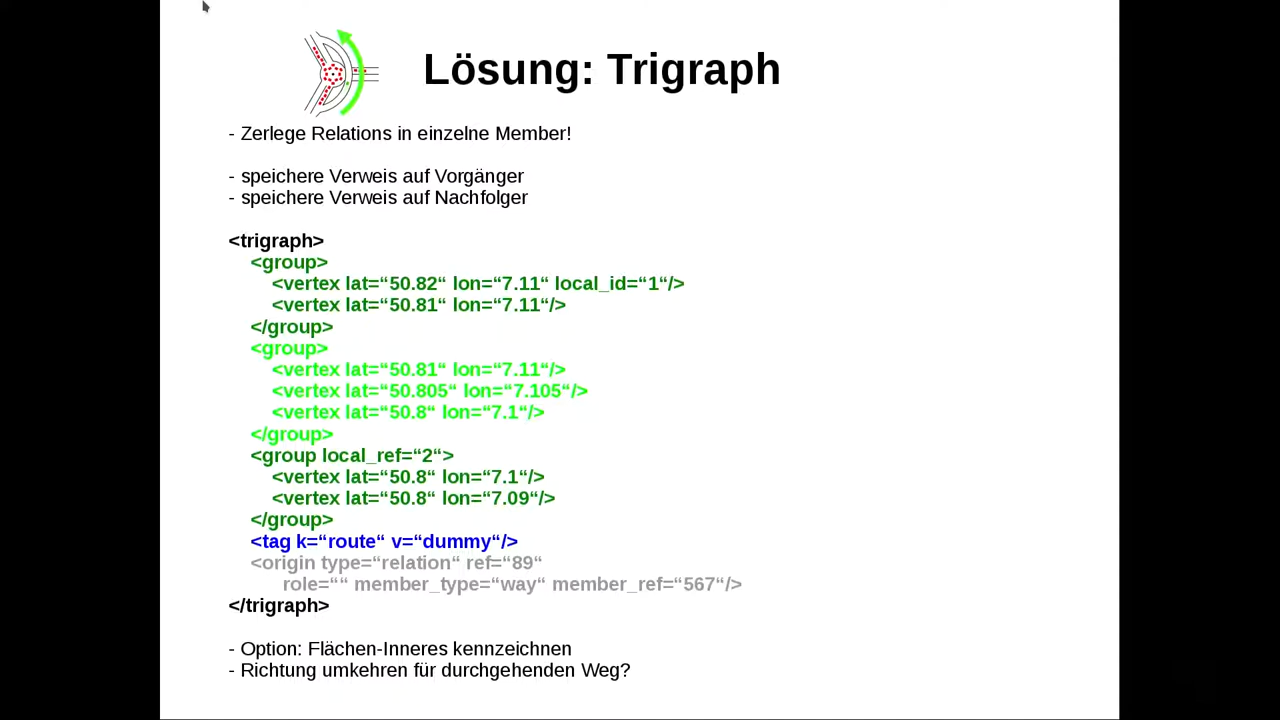 Lösung: Trigraph
- Zerlege Relations in einzelne Member!
- speichere Verweis auf Vorgänger
- speichere Verweis auf Nachfolger
<trigraph>
<group>
<vertex lat=“50.82“ lon=“7.11“ local_id=“1“/>
<vertex lat=“50.81“ lon=“7.11“/>
</group>
<group>
<vertex lat=“50.81“ lon=“7.11“/>
<vertex lat=“50.805“ lon=“7.105“/>
<vertex lat=“50.8“ lon=“7.1“/>
</group>
<group local_ref=“2“>
<vertex lat=“50.8“ lon=“7.1“/>
<vertex lat=“50.8“ lon=“7.09“/>
</group>
<tag k=“route“ v=“dummy“/>
<origin type=“relation“ ref=“89“
role=““ member_type=“way“ member_ref=“567“/>
</trigraph>
- Option: Flächen-Inneres kennzeichnen
- Richtung umkehren für durchgehenden Weg?